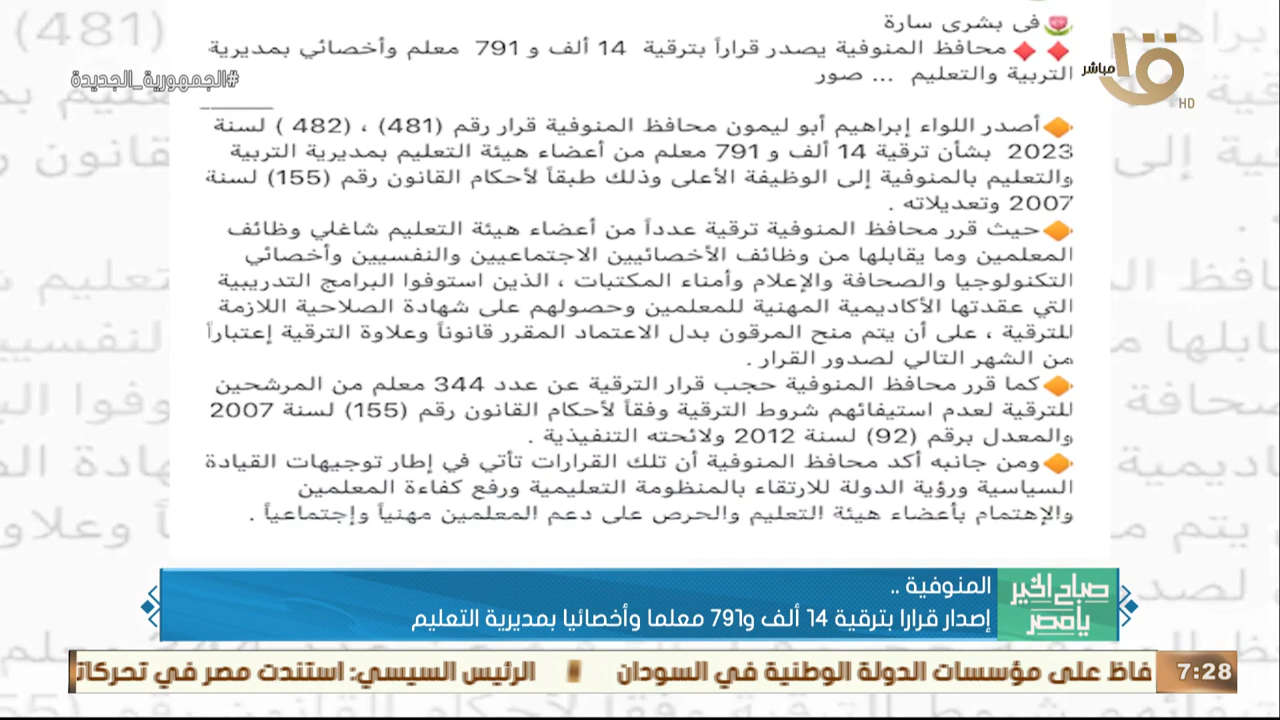 فى بشرى سارة
محافظ المنوفية يصدر قراراً بترقية 14 ألف و 791 معلم وأخصائي بمديرية
التربية والتعليم ... صور
#الجمهورية_الجديدة
مباشر
HD
أصدر اللواء إبراهيم أبو ليمون محافظ المنوفية قرار رقم (481) ، (482 ) لسنة
2023 بشأن ترقية 14 ألف و 791 معلم من أعضاء هيئة التعليم بمديرية التربية
والتعليم بالمنوفية إلى الوظيفة الأعلى وذلك طبقاً لأحكام القانون رقم (155) لسنة
2007 وتعديلاته .
حيث قرر محافظ المنوفية ترقية عدداً من أعضاء هيئة التعليم شاغلي وظائف
المعلمين وما يقابلها من وظائف الأخصائيين الاجتماعيين والنفسيين وأخصائي
التكنولوجيا والصحافة والإعلام وأمناء المكتبات ، الذين استوفوا البرامج التدريبية
التي عقدتها الأكاديمية المهنية للمعلمين وحصولهم على شهادة الصلاحية اللازمة
للترقية ، على أن يتم منح المرقون بدل الاعتماد المقرر قانوناً وعلاوة الترقية إعتباراً
من الشهر التالي لصدور القرار .
كما قرر محافظ المنوفية حجب قرار الترقية عن عدد 344 معلم من المرشحين
للترقية لعدم استيفائهم شروط الترقية وفقاً لأحكام القانون رقم (155) لسنة 2007
والمعدل برقم (92) لسنة 2012 ولائحته التنفيذية .
ومن جانبه أكد محافظ المنوفية أن تلك القرارات تأتي في إطار توجيهات القيادة
السياسية ورؤية الدولة للارتقاء بالمنظومة التعليمية ورفع كفاءة المعلمين
والإهتمام بأعضاء هيئة التعليم والحرص على دعم المعلمين مهنياً وإجتماعياً .
صباح الخير
يا مصر
المنوفية ..
إصدار قرارا بترقية 14 ألف و791 معلما وأخصائيا بمديرية التعليم
7:28
فاظ على مؤسسات الدولة الوطنية في السودان الرئيس السيسي: استندت مصر في تحركات